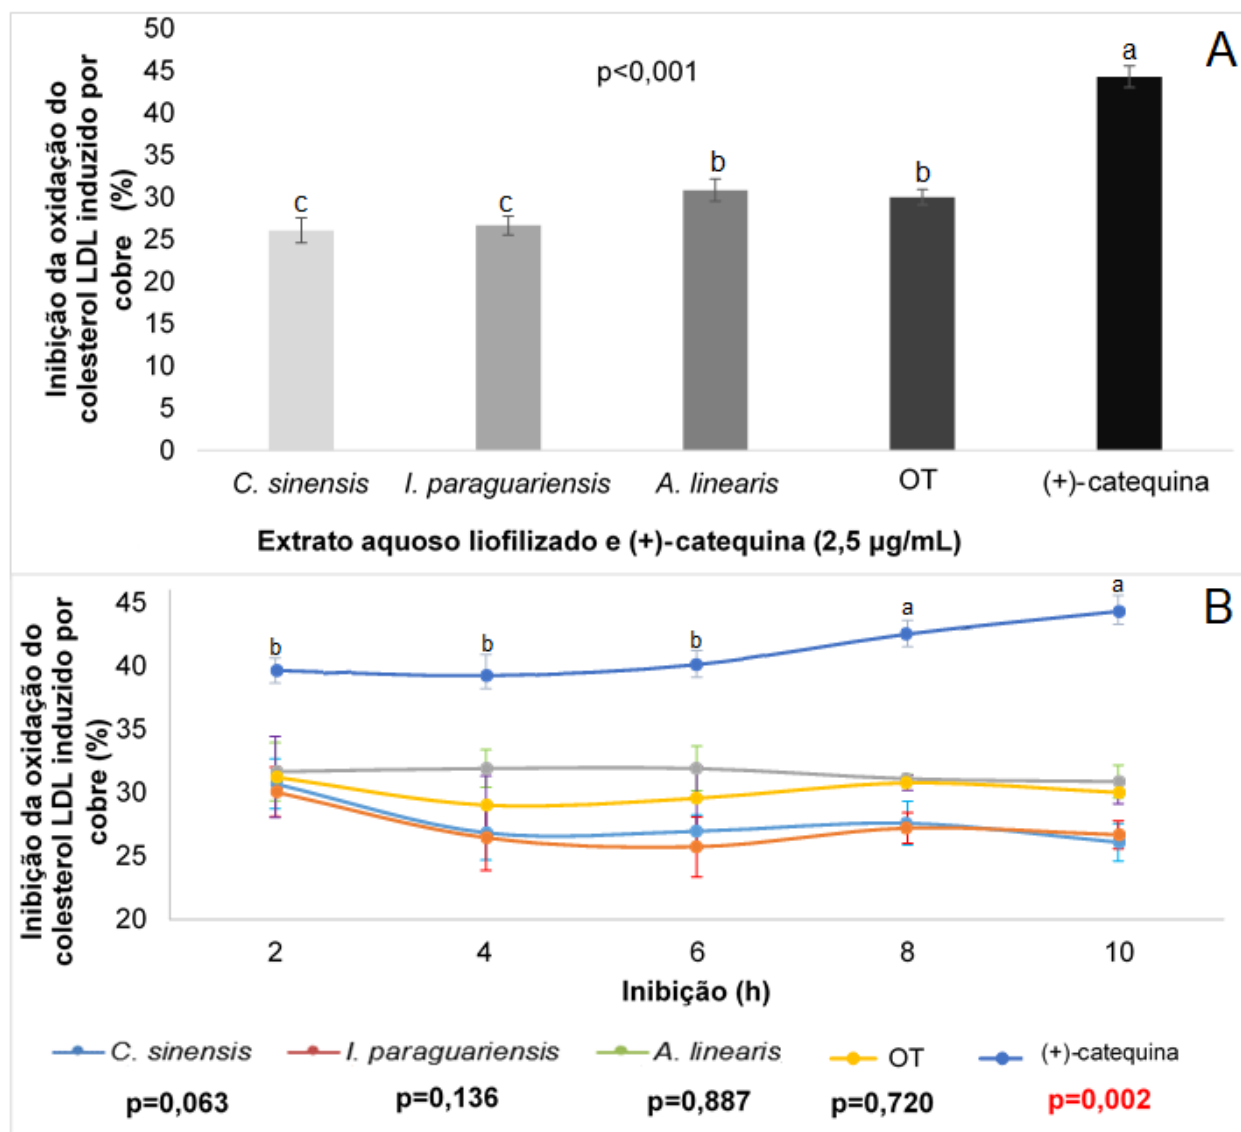 A
Inibição da oxidação do
colesterol LDL induzido por
cobre (%)
50
45
40
35
30
25
20
15
10
5
0
p<0,001
c
c
b
b
a
C. sinensis
I. paraguariensis
A. linearis
OT
(+)-catequina
Extrato aquoso liofilizado e (+)-catequina (2,5 µg/mL)
B
Inibição da oxidação do
colesterol LDL induzido por
cobre (%)
45
40
35
30
25
20
b
b
b
a
a
2
4
6
8
10
Inibição (h)
C. sinensis
I. paraguariensis
A. linearis
OT
(+)-catequina
p=0,063
p=0,136
p=0,887
p=0,720
p=0,002